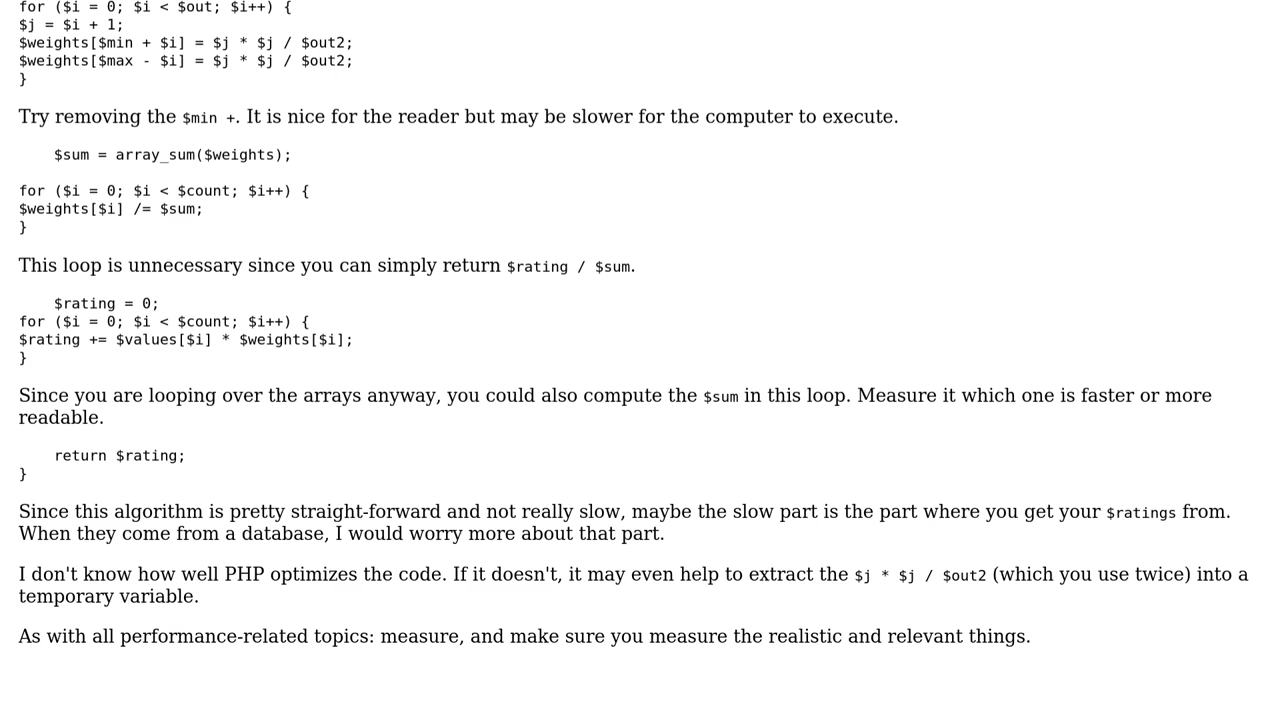 for ($i = 0; $i < $out; $i++) {
$j = $i + 1;
$weights[$min + $i] = $j * $j / $out2;
$weights[$max - $i] = $j * $j / $out2;
}
Try removing the $min +. It is nice for the reader but may be slower for the computer to execute.
$sum = array_sum($weights);
for ($i = 0; $i < $count; $i++) {
$weights[$i] /= $sum;
}
This loop is unnecessary since you can simply return $rating / $sum.
$rating = 0;
for ($i = 0; $i < $count; $i++) {
$rating += $values[$i] * $weights[$i];
}
Since you are looping over the arrays anyway, you could also compute the $sum in this loop. Measure it which one is faster or more
readable.
return $rating;
}
Since this algorithm is pretty straight-forward and not really slow, maybe the slow part is the part where you get your $ratings from.
When they come from a database, I would worry more about that part.
I don't know how well PHP optimizes the code. If it doesn't, it may even help to extract the $j * $j / $out2 (which you use twice) into a
temporary variable.
As with all performance-related topics: measure, and make sure you measure the realistic and relevant things.